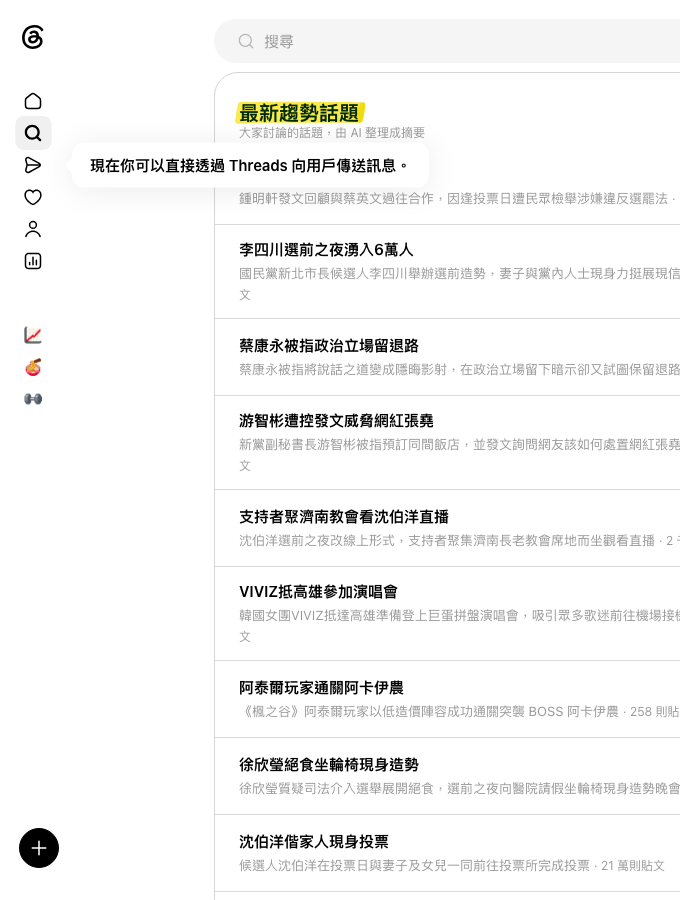 搜尋
最新趨勢話題
大家討論的話題，由 AI 整理成摘要
現在你可以直接透過 Threads 向用戶傳送訊息。
鍾明軒發文回顧與蔡英文過往合作，因逢投票日遭民眾檢舉涉嫌違反選罷法 ·
李四川選前之夜湧入6萬人
國民黨新北市長候選人李四川舉辦選前造勢，妻子與黨內人士現身力挺展現信
文
蔡康永被指政治立場留退路
蔡康永被指將說話之道變成隱晦影射，在政治立場留下暗示卻又試圖保留退路
游智彬遭控發文威脅網紅張堯
新黨副秘書長游智彬被指預訂同間飯店，並發文詢問網友該如何處置網紅張堯
文
支持者聚濟南教會看沈伯洋直播
沈伯洋選前之夜改線上形式，支持者聚集濟南長老教會席地而坐觀看直播 · 2
VIVIZ抵高雄參加演唱會
韓國女團VIVIZ抵達高雄準備登上巨蛋拼盤演唱會，吸引眾多歌迷前往機場接
文
阿泰爾玩家通關阿卡伊農
《楓之谷》阿泰爾玩家以低造價陣容成功通關突襲 BOSS 阿卡伊農 · 258 則貼
徐欣瑩絕食坐輪椅現身造勢
徐欣瑩質疑司法介入選舉展開絕食，選前之夜向醫院請假坐輪椅現身造勢晚會
沈伯洋偕家人現身投票
候選人沈伯洋在投票日與妻子及女兒一同前往投票所完成投票 · 21 萬則貼文